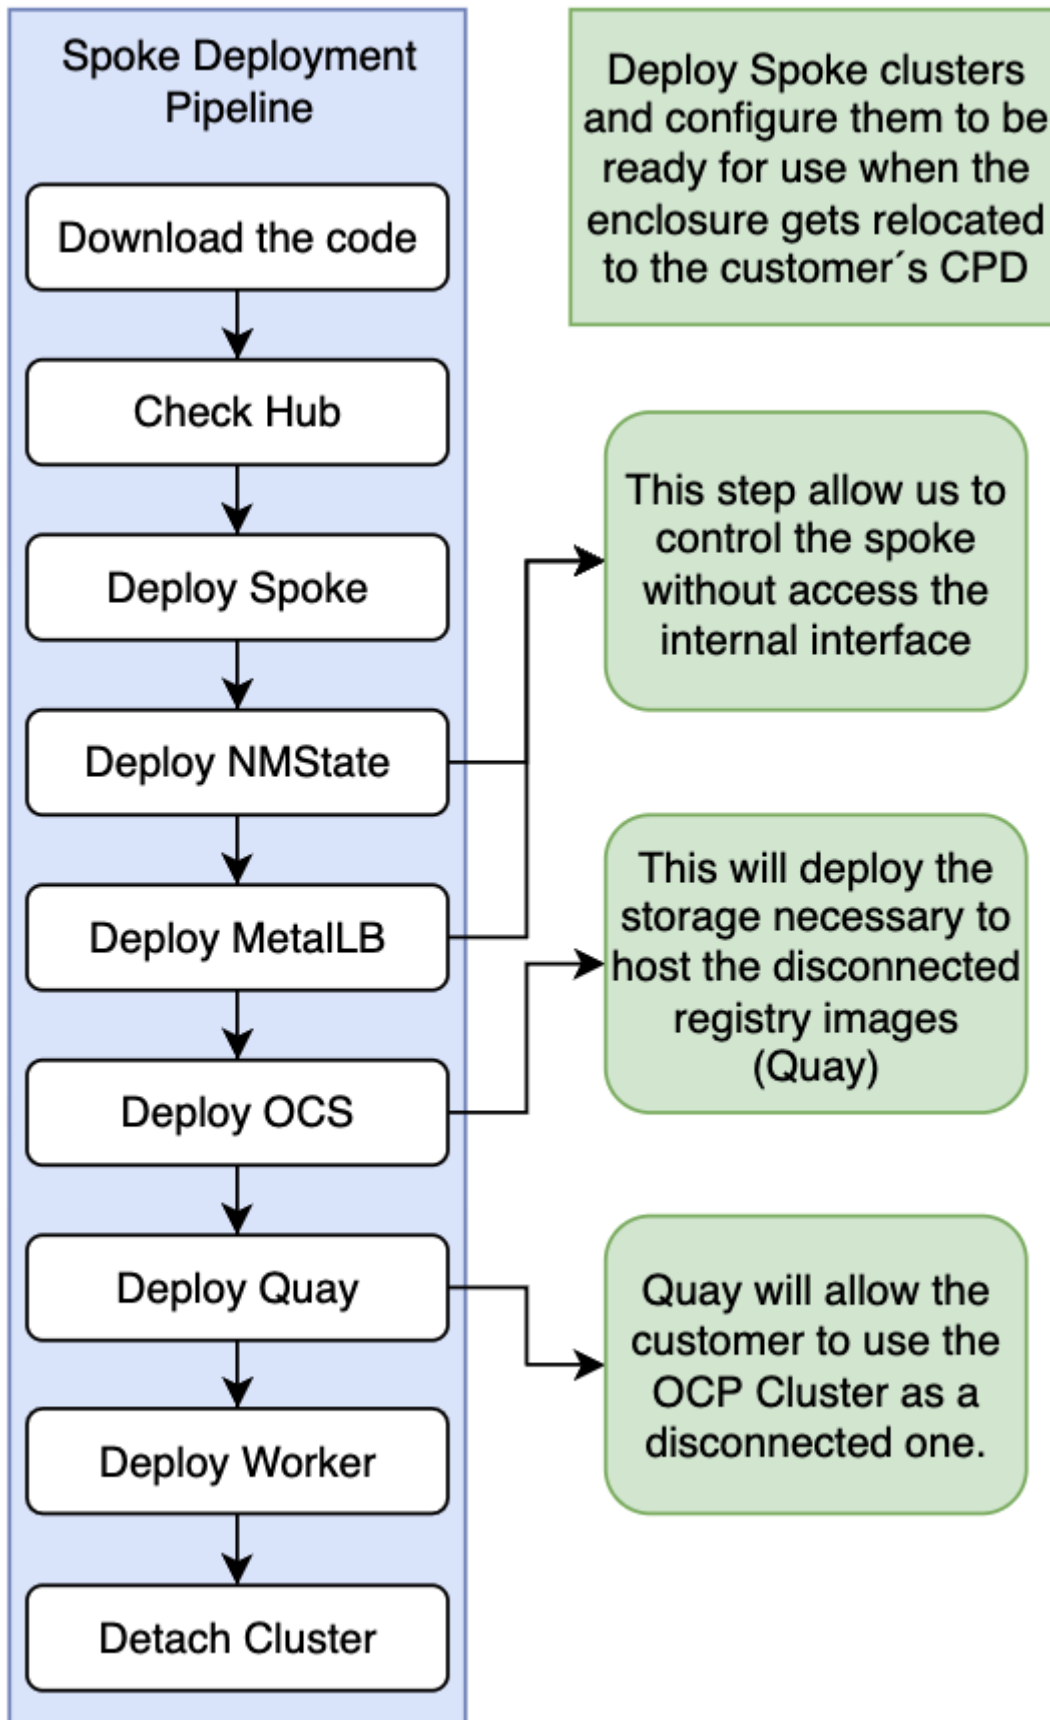 Spoke Deployment
Pipeline
Download the code
Check Hub
Deploy Spoke
Deploy NMState
Deploy MetalLB
Deploy OCS
Deploy Quay
Deploy Worker
Detach Cluster
Deploy Spoke clusters
and configure them to be
ready for use when the
enclosure gets relocated
to the customer´s CPD
This step allow us to
control the spoke
without access the
internal interface
This will deploy the
storage necessary to
host the disconnected
registry images
(Quay)
Quay will allow the
customer to use the
OCP Cluster as a
disconnected one.